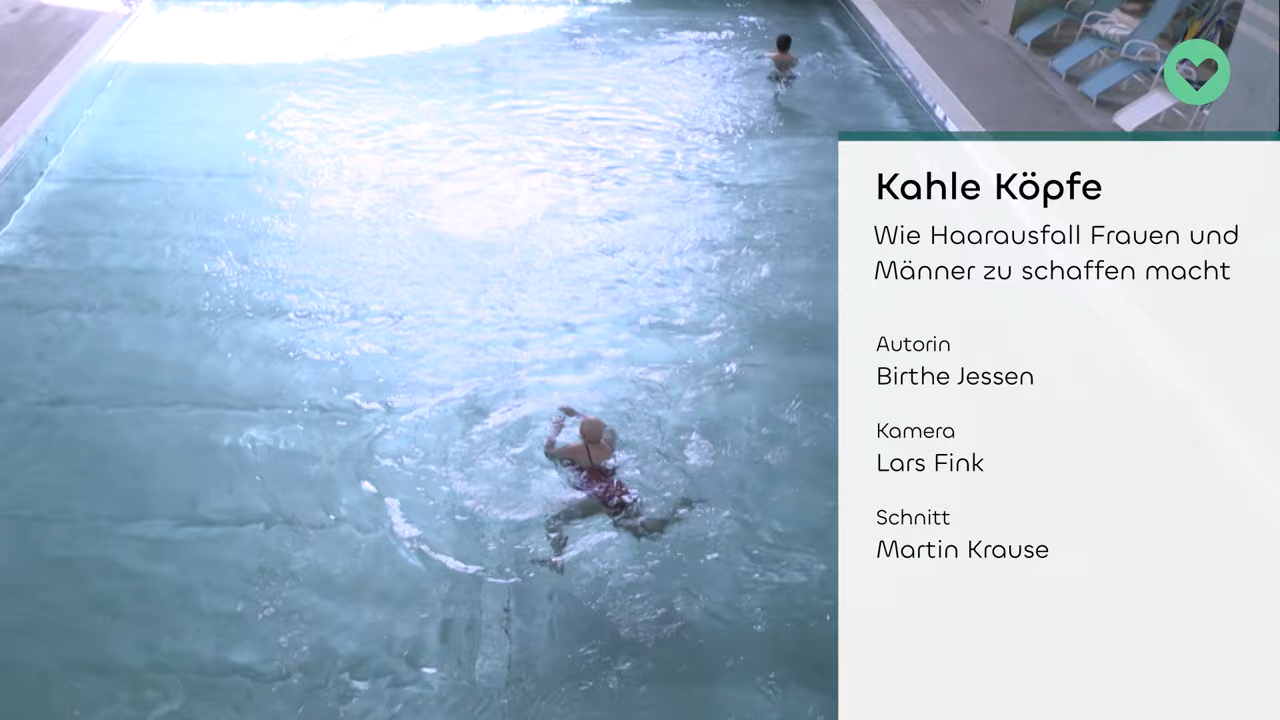 Kahle Köpfe
Wie Haarausfall Frauen und
Männer zu schaffen macht
Autorin
Birthe Jessen
Kamera
Lars Fink
Schnitt
Martin Krause